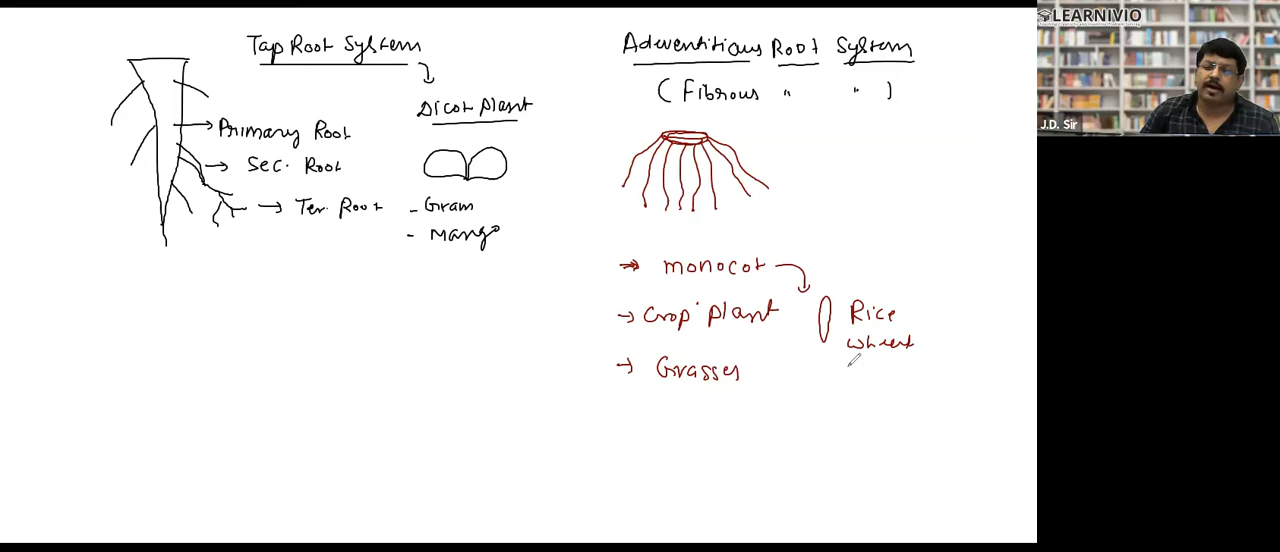 Tap Root System
Dicot Plant
Primary Root
Sec. Root
Ter. Root
- Gram
- Mango
Adeventitious Root System
( Fibrous " " )
→ monocot
→ Crop Plant
→ Grasses
Rice
wheat
LEARNIVIO
J.D. Sir